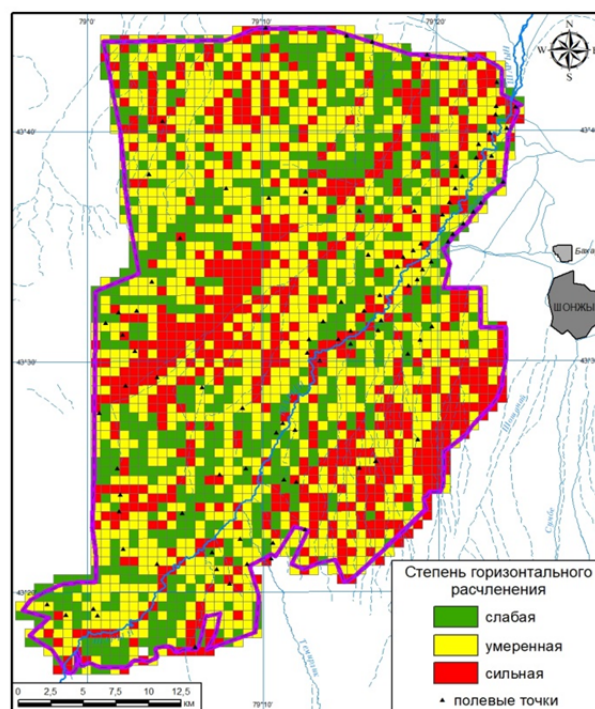 79°0'
79°10'
79°20'
N
W
S
43°40'
ШОНЖЫ
43°30'
43°20'
Темірлік
79°10'
Степень горизонтального
расчленения
слабая
умеренная
сильная
полевые точки
0 2,5 5 7,5 10 12,5
км